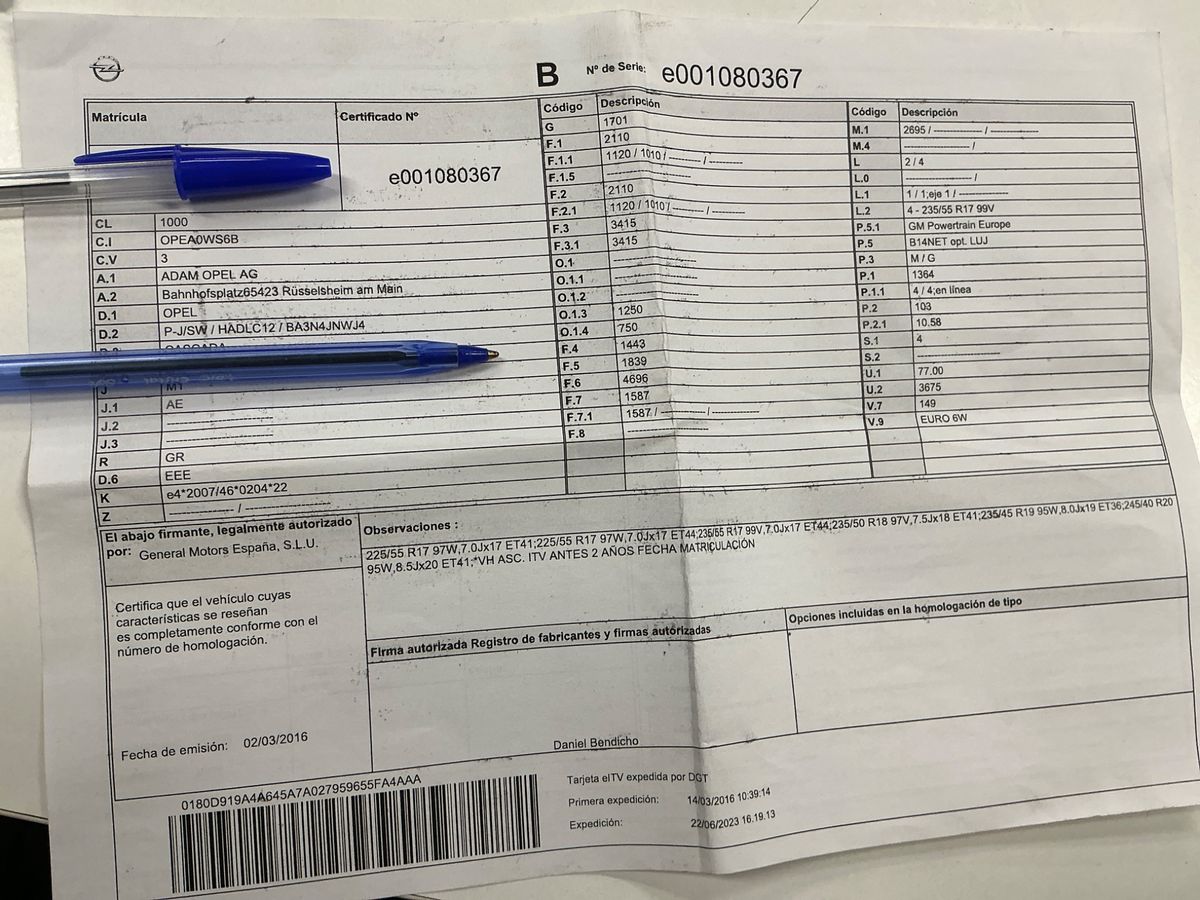 B Nº de Serie: e001080367
Matrícula
Certificado Nº
e001080367
CL 1000
C.I OPEA0WS6B
C.V 3
A.1 ADAM OPEL AG
A.2 Bahnhofsplatz65423 Rüsselsheim am Main
D.1 OPEL
D.2 P-J/SW / HADLC12 / BA3N4JNWJ4
J M1
J.1 AE
J.2 --------------------
J.3 --------------------
R GR
D.6 EEE
K e4*2007/46*0204*22
Z ------------ / ----------------
Código Descripción
G 1701
F.1 2110
F.1.1 1120 / 1010 / -------- / --------
F.1.5 --------------------
F.2 2110
F.2.1 1120 / 1010 / -------- / --------
F.3 3415
F.3.1 3415
O.1 --------------------
O.1.1 --------------------
O.1.2 --------------------
O.1.3 1250
O.1.4 750
F.4 1443
F.5 1839
F.6 4696
F.7 1587
F.7.1 1587 / ----------- / ------------
F.8 --------------------
Código Descripción
M.1 2695 / ------------ / ------------
M.4 ---------------- /
L 2 / 4
L.0 ---------------- /
L.1 1 / 1;eje 1 / ------------
L.2 4 - 235/55 R17 99V
P.5.1 GM Powertrain Europe
P.5 B14NET opt. LUJ
P.3 M / G
P.1 1364
P.1.1 4 / 4;en línea
P.2 103
P.2.1 10.58
S.1 4
S.2 --------------------
U.1 77.00
U.2 3675
V.7 149
V.9 EURO 6W
El abajo firmante, legalmente autorizado
por: General Motors España, S.L.U.
Certifica que el vehículo cuyas
características se reseñan
es completamente conforme con el
número de homologación.
Fecha de emisión: 02/03/2016
Observaciones :
225/55 R17 97W,7.0Jx17 ET41;225/55 R17 97W,7.0Jx17 ET44;235/55 R17 99V,7.0Jx17 ET44;235/50 R18 97V,7.5Jx18 ET41;235/45 R19 95W,8.0Jx19 ET36;245/40 R20
95W,8.5Jx20 ET41;*VH ASC. ITV ANTES 2 AÑOS FECHA MATRICULACIÓN
Firma autorizada Registro de fabricantes y firmas autorizadas
Opciones incluidas en la homologación de tipo
Daniel Bendicho
0180D919A4A645A7A027959655FA4AAA
Tarjeta eITV expedida por DGT
Primera expedición: 14/03/2016 10:39:14
Expedición: 22/06/2023 16.19.13